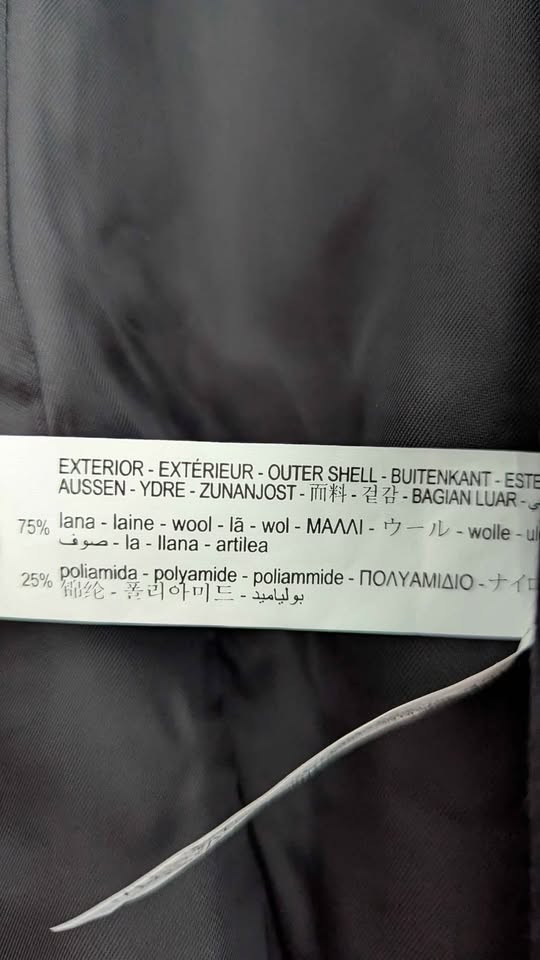 EXTERIOR - EXTÉRIEUR - OUTER SHELL - BUITENKANT -
AUSSEN - YDRE - ZUNANJOST - 面料 - 겉감 - BAGIAN LUAR -
75% lana - laine - wool - lã - wol - ΜΑΛΛΙ - ウール - wolle -
صوف - la - llana - artilea
25% poliamida - polyamide - poliammide - ΠΟΛΥΑΜΙΔΙΟ -
锦纶 - 폴리아미드 - بولياميد